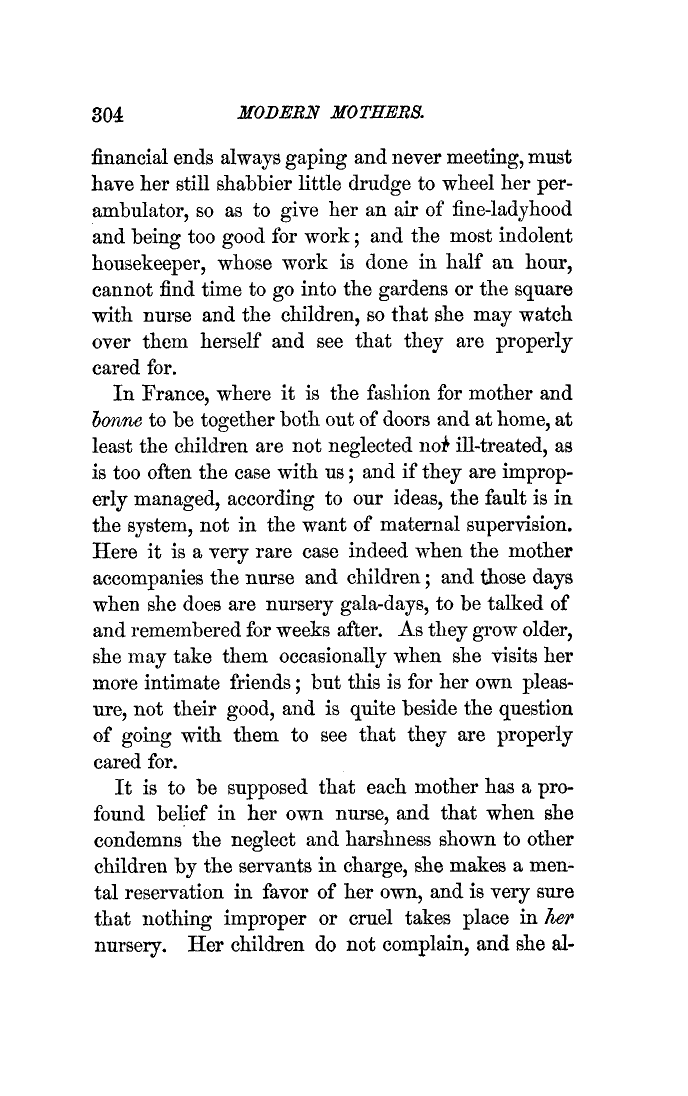 304 MODERN MOTHERS.
financial ends always gaping and never meeting, must
have her still shabbier little drudge to wheel her per-
ambulator, so as to give her an air of fine-ladyhood
and being too good for work; and the most indolent
housekeeper, whose work is done in half an hour,
cannot find time to go into the gardens or the square
with nurse and the children, so that she may watch
over them herself and see that they are properly
cared for.
In France, where it is the fashion for mother and
bonne to be together both out of doors and at home, at
least the children are not neglected not ill-treated, as
is too often the case with us; and if they are improp-
erly managed, according to our ideas, the fault is in
the system, not in the want of maternal supervision.
Here it is a very rare case indeed when the mother
accompanies the nurse and children; and those days
when she does are nursery gala-days, to be talked of
and remembered for weeks after. As they grow older,
she may take them occasionally when she visits her
more intimate friends; but this is for her own pleas-
ure, not their good, and is quite beside the question
of going with them to see that they are properly
cared for.
It is to be supposed that each mother has a pro-
found belief in her own nurse, and that when she
condemns the neglect and harshness shown to other
children by the servants in charge, she makes a men-
tal reservation in favor of her own, and is very sure
that nothing improper or cruel takes place in her
nursery. Her children do not complain, and she al-